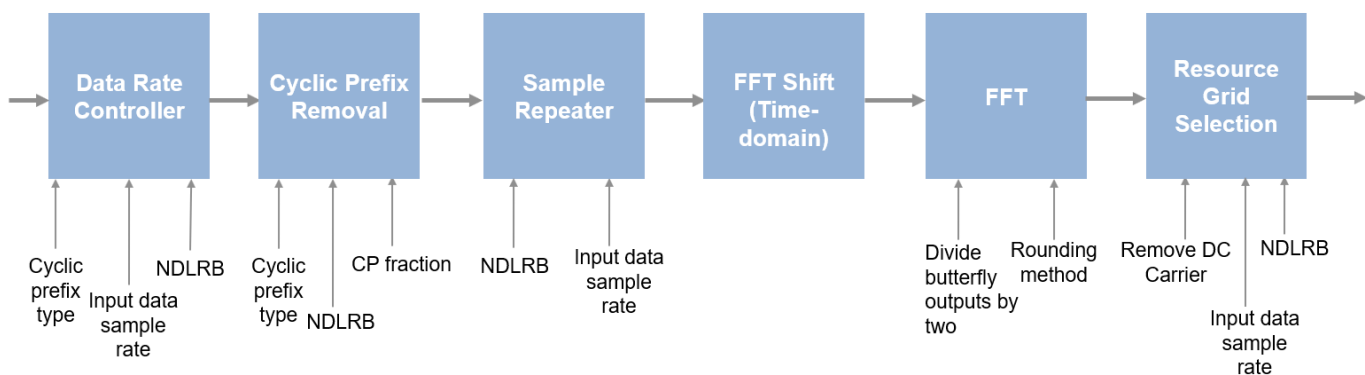 Data Rate
Controller
Cyclic Prefix
Removal
Sample
Repeater
FFT Shift
(Time-
domain)
FFT
Resource
Grid
Selection
Cyclic
prefix
type
Input data
sample
rate
NDLRB
Cyclic
prefix
type
NDLRB
CP fraction
NDLRB
Input data
sample
rate
Divide
butterfly
outputs by
two
Rounding
method
Remove DC
Carrier
Input data
sample
rate
NDLRB